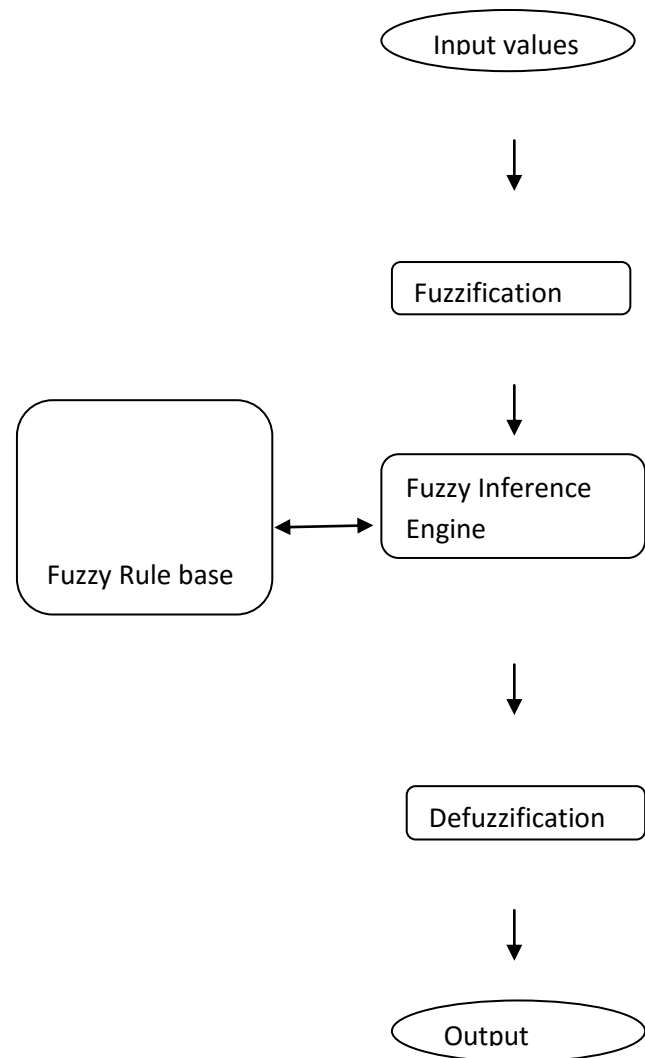 Input values
Fuzzification
Fuzzy Inference
Engine
Fuzzy Rule base
Defuzzification
Output